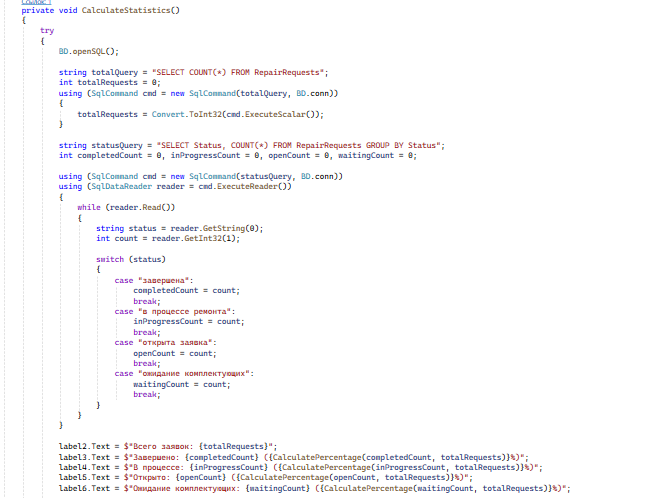 Ссылок: 1
private void CalculateStatistics()
{
try
{
BD.openSQL();
string totalQuery = "SELECT COUNT(*) FROM RepairRequests";
int totalRequests = 0;
using (SqlCommand cmd = new SqlCommand(totalQuery, BD.conn))
{
totalRequests = Convert.ToInt32(cmd.ExecuteScalar());
}
string statusQuery = "SELECT Status, COUNT(*) FROM RepairRequests GROUP BY Status";
int completedCount = 0, inProgressCount = 0, openCount = 0, waitingCount = 0;
using (SqlCommand cmd = new SqlCommand(statusQuery, BD.conn))
using (SqlDataReader reader = cmd.ExecuteReader())
{
while (reader.Read())
{
string status = reader.GetString(0);
int count = reader.GetInt32(1);
switch (status)
{
case "завершена":
completedCount = count;
break;
case "в процессе ремонта":
inProgressCount = count;
break;
case "открыта заявка":
openCount = count;
break;
case "ожидание комплектующих":
waitingCount = count;
break;
}
}
}
label2.Text = $"Всего заявок: {totalRequests}";
label3.Text = $"Завершено: {completedCount} ({CalculatePercentage(completedCount, totalRequests)}%)";
label4.Text = $"В процессе: {inProgressCount} ({CalculatePercentage(inProgressCount, totalRequests)}%)";
label5.Text = $"Открыто: {openCount} ({CalculatePercentage(openCount, totalRequests)}%)";
label6.Text = $"Ожидание комплектующих: {waitingCount} ({CalculatePercentage(waitingCount, totalRequests)}%)";